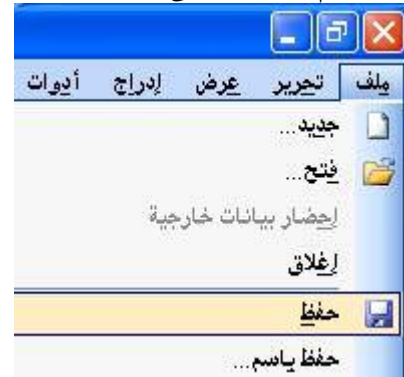 ملف تحرير عرض إدراج أدوات
جديد...
فتح...
إحضار بيانات خارجية
إغلاق
حفظ
حفظ باسم...